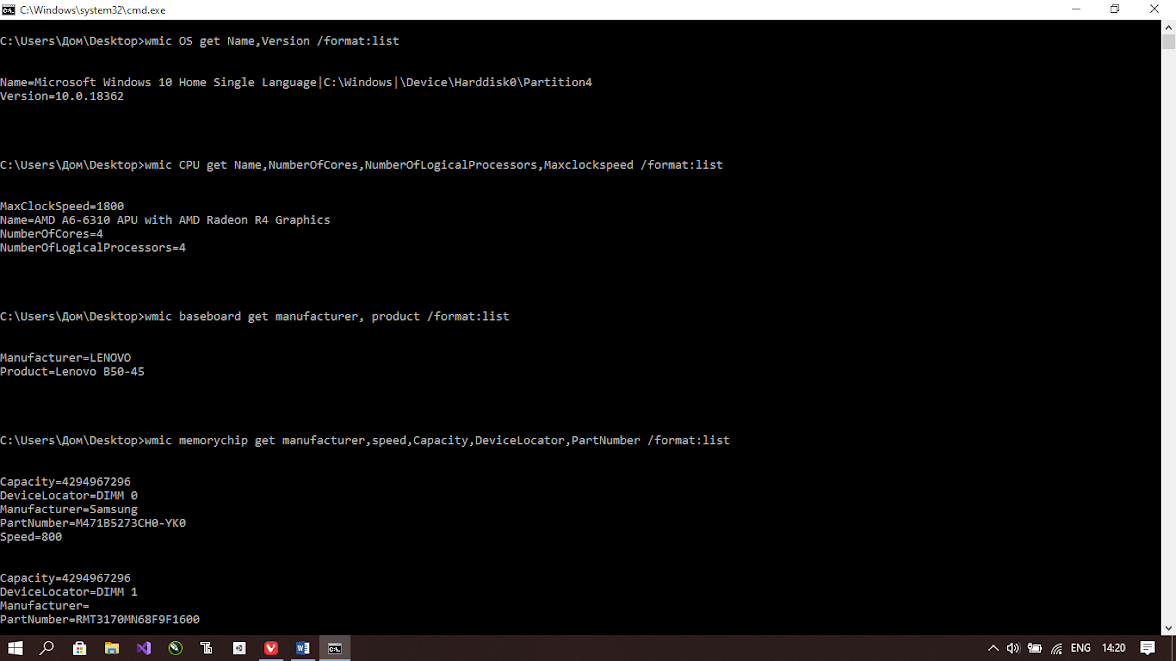 C:\Windows\system32\cmd.exe
C:\Users\Дом\Desktop>wmic OS get Name,Version /format:list
Name=Microsoft Windows 10 Home Single Language|C:\Windows|\Device\Harddisk0\Partition4
Version=10.0.18362
C:\Users\Дом\Desktop>wmic CPU get Name,NumberOfCores,NumberOfLogicalProcessors,Maxclockspeed /format:list
MaxClockSpeed=1800
Name=AMD A6-6310 APU with AMD Radeon R4 Graphics
NumberOfCores=4
NumberOfLogicalProcessors=4
C:\Users\Дом\Desktop>wmic baseboard get manufacturer, product /format:list
Manufacturer=LENOVO
Product=Lenovo B50-45
C:\Users\Дом\Desktop>wmic memorychip get manufacturer,speed,Capacity,DeviceLocator,PartNumber /format:list
Capacity=4294967296
DeviceLocator=DIMM 0
Manufacturer=Samsung
PartNumber=M471B5273CH0-YK0
Speed=800
Capacity=4294967296
DeviceLocator=DIMM 1
Manufacturer=
PartNumber=RMT3170MN68F9F1600
ENG 14:20